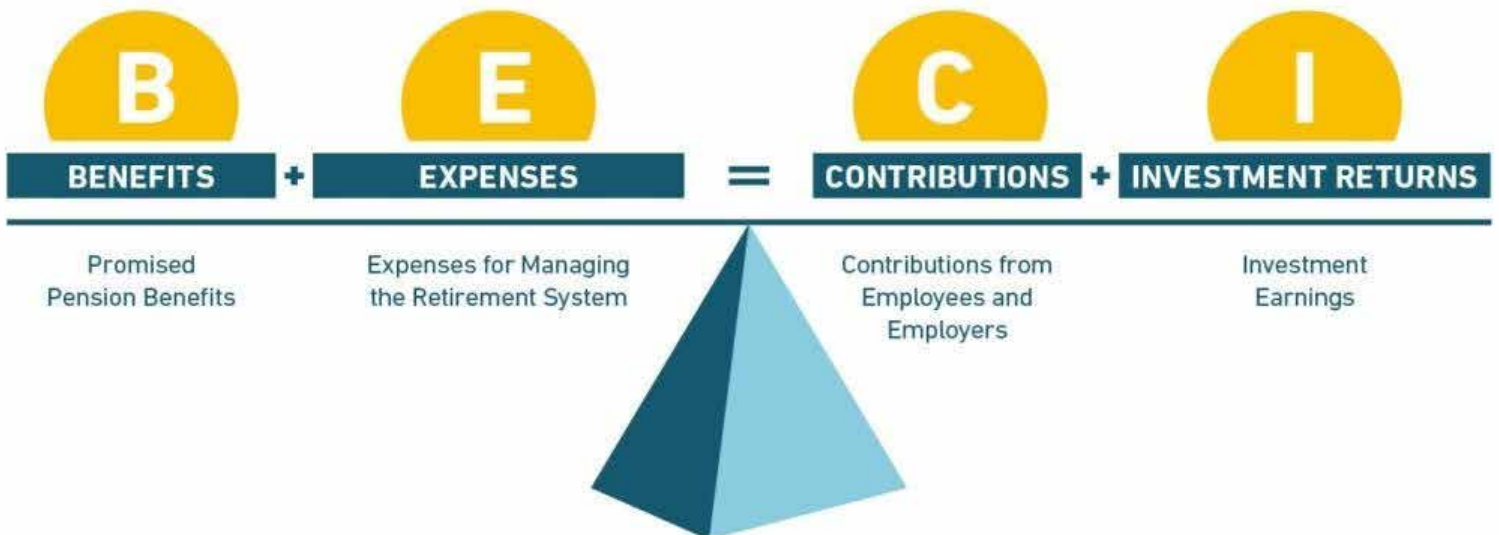 B E C I
BENEFITS + EXPENSES = CONTRIBUTIONS + INVESTMENT RETURNS
Promised
Pension Benefits
Expenses for Managing
the Retirement System
Contributions from
Employees and
Employers
Investment
Earnings